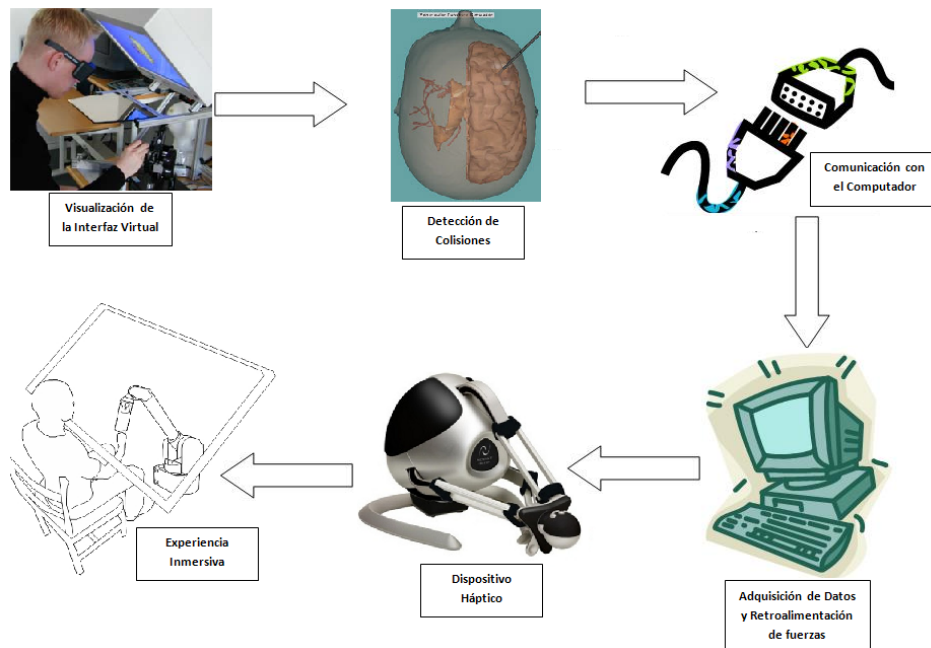 Visualización de
la Interfaz Virtual
Detección de
Colisiones
Comunicación con
el Computador
Adquisición de Datos
y Retroalimentación
de fuerzas
Dispositivo
Háptico
Experiencia
Inmersiva